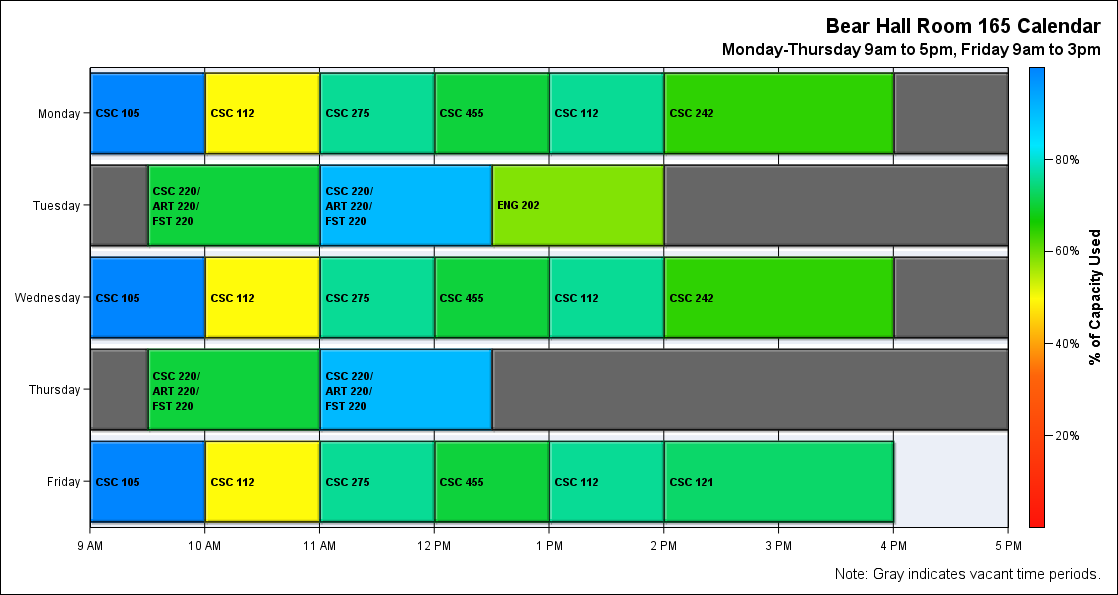 Bear Hall Room 165 Calendar
Monday-Thursday 9am to 5pm, Friday 9am to 3pm
Monday
CSC 105
CSC 112
CSC 275
CSC 455
CSC 112
CSC 242
Tuesday
CSC 220/
ART 220/
FST 220
CSC 220/
ART 220/
FST 220
ENG 202
Wednesday
CSC 105
CSC 112
CSC 275
CSC 455
CSC 112
CSC 242
Thursday
CSC 220/
ART 220/
FST 220
CSC 220/
ART 220/
FST 220
Friday
CSC 105
CSC 112
CSC 275
CSC 455
CSC 112
CSC 121
9 AM
10 AM
11 AM
12 PM
1 PM
2 PM
3 PM
4 PM
5 PM
80%
60%
40%
20%
% of Capacity Used
Note: Gray indicates vacant time periods.